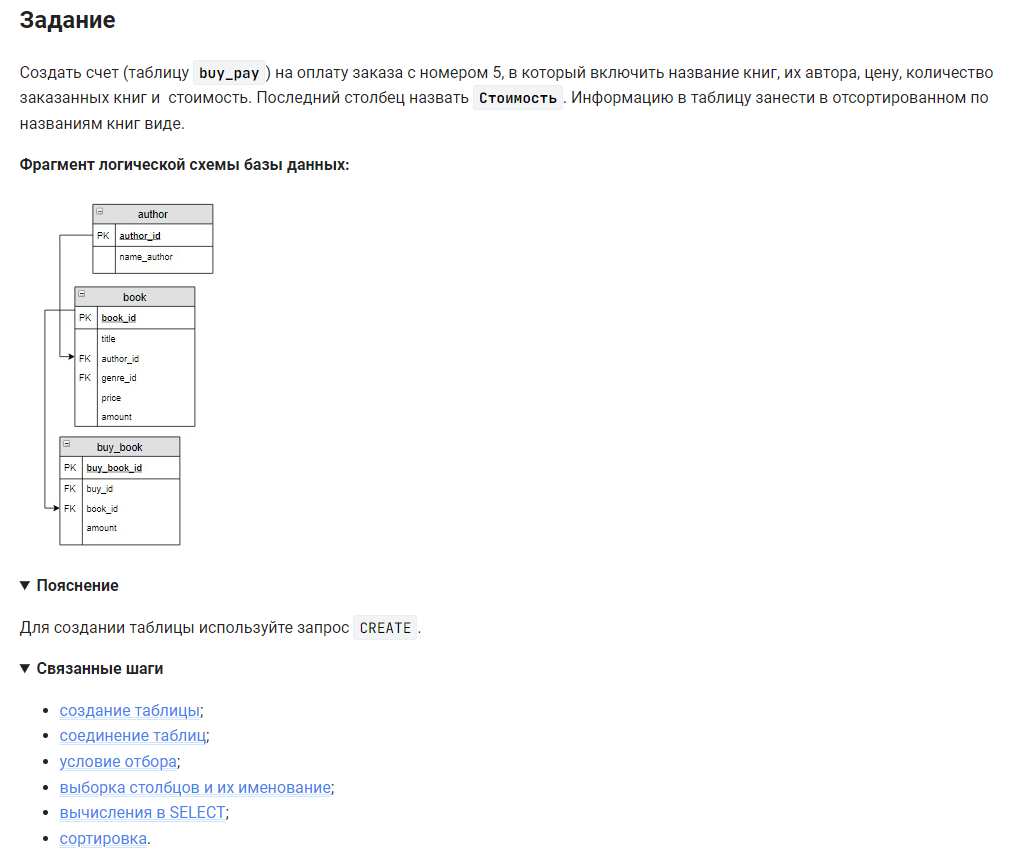 Задание
Создать счет (таблицу buy_pay) на оплату заказа с номером 5, в который включить название книг, их автора, цену, количество
заказанных книг и стоимость. Последний столбец назвать Стоимость. Информацию в таблицу занести в отсортированном по
названиям книг виде.
Фрагмент логической схемы базы данных:
author
PK author_id
name_author
book
PK book_id
title
FK author_id
FK genre_id
price
amount
buy_book
PK buy_book_id
FK buy_id
FK book_id
amount
Пояснение
Для создании таблицы используйте запрос CREATE.
Связанные шаги
создание таблицы;
соединение таблиц;
условие отбора;
выборка столбцов и их именование;
вычисления в SELECT;
сортировка.